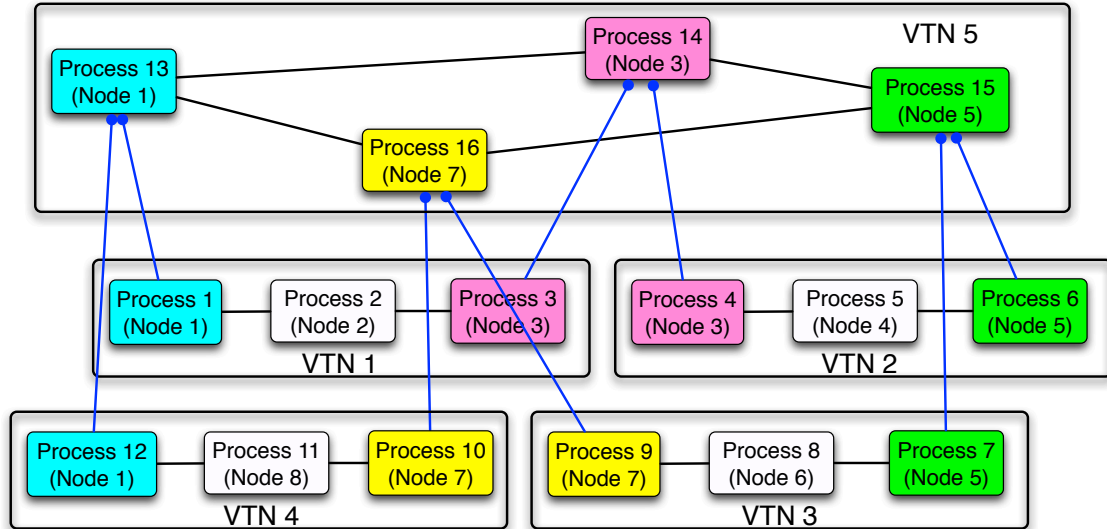 VTN 5
Process 13
(Node 1)
Process 14
(Node 3)
Process 15
(Node 5)
Process 16
(Node 7)
Process 1
(Node 1)
Process 2
(Node 2)
Process 3
(Node 3)
VTN 1
Process 4
(Node 3)
Process 5
(Node 4)
Process 6
(Node 5)
VTN 2
Process 12
(Node 1)
Process 11
(Node 8)
Process 10
(Node 7)
VTN 4
Process 9
(Node 7)
Process 8
(Node 6)
Process 7
(Node 5)
VTN 3